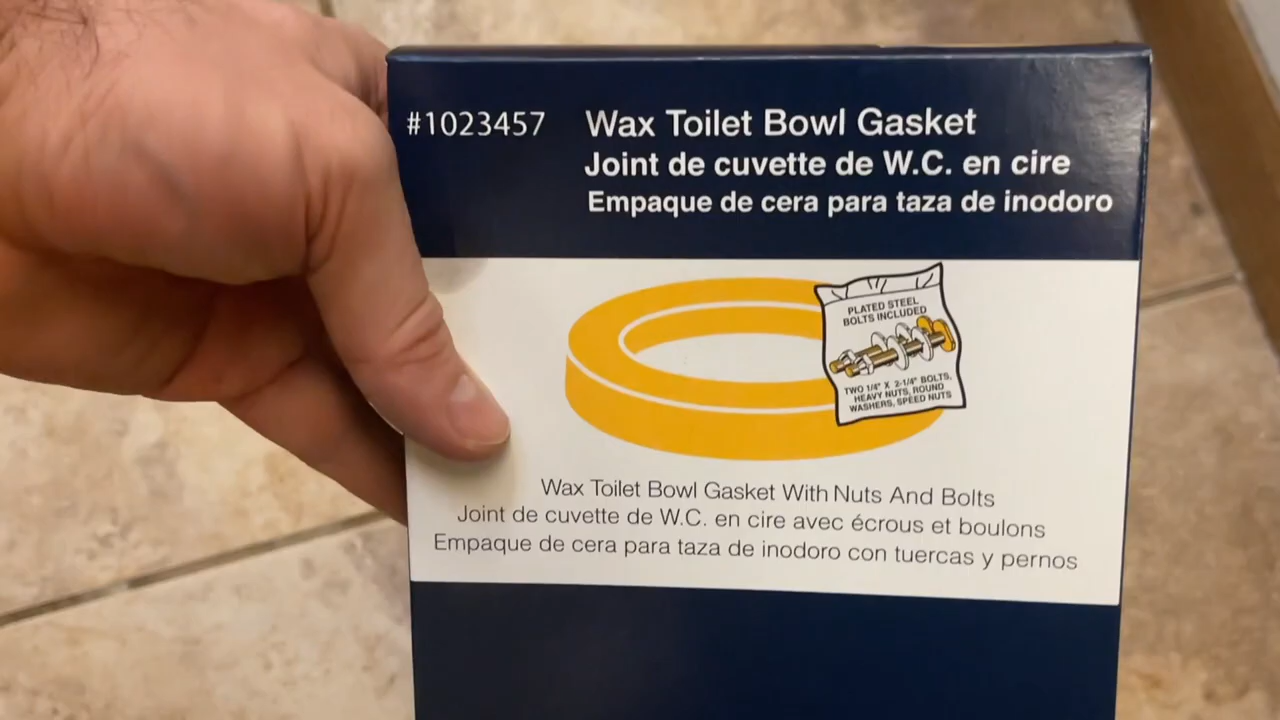 #1023457 Wax Toilet Bowl Gasket
Joint de cuvette de W.C. en cire
Empaque de cera para taza de inodoro
PLATED STEEL
BOLTS INCLUDED
TWO 1/4" X 2-1/4" BOLTS,
HEAVY NUTS, ROUND
WASHERS, SPEED NUTS
Wax Toilet Bowl Gasket With Nuts And Bolts
Joint de cuvette de W.C. en cire avec écrous et boulons
Empaque de cera para taza de inodoro con tuercas y pernos